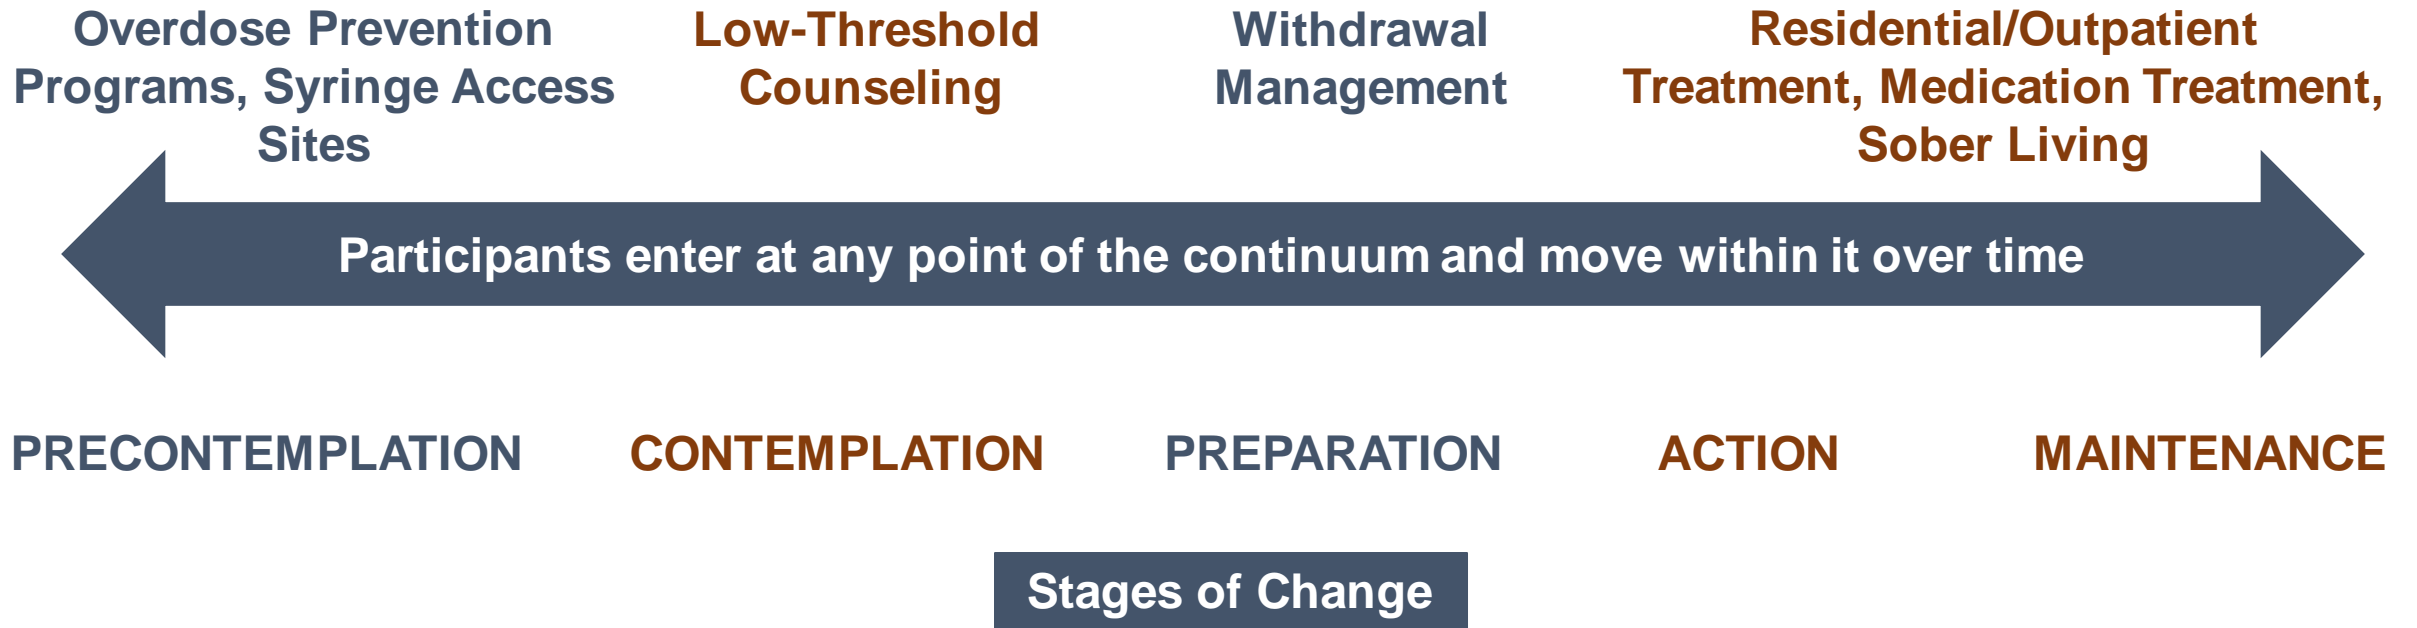 Overdose Prevention
Programs, Syringe Access
Sites
Low-Threshold
Counseling
Withdrawal
Management
Residential/Outpatient
Treatment, Medication Treatment,
Sober Living
Participants enter at any point of the continuum and move within it over time
PRECONTEMPLATION
CONTEMPLATION
PREPARATION
ACTION
MAINTENANCE
Stages of Change